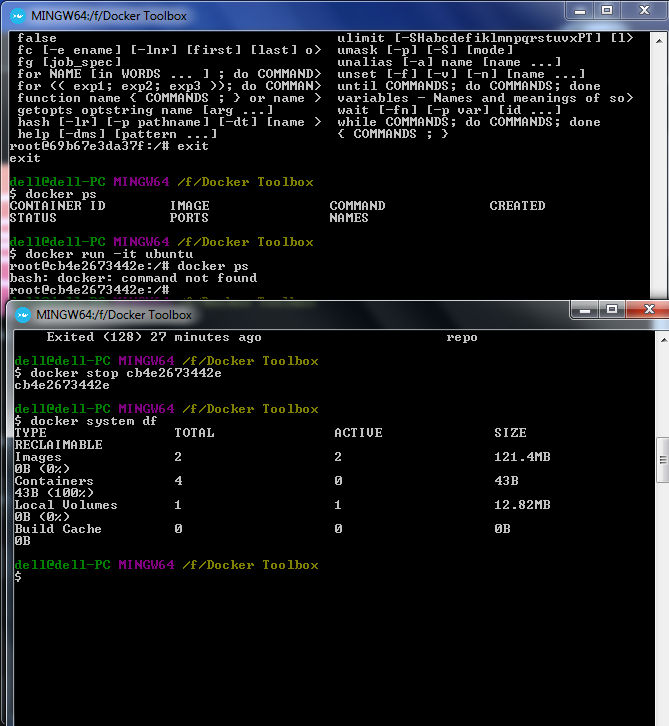 MINGW64:/f/Docker Toolbox
false ulimit [-SHabcdefiklmnpqrstuvxPT] [l>
fc [-e ename] [-lnr] [first] [last] o> umask [-p] [-S] [mode]
fg [job_spec] unalias [-a] name [name ...]
for NAME [in WORDS ... ] ; do COMMAND> unset [-f] [-v] [-n] [name ...]
for (( exp1; exp2; exp3 )); do COMMAN> until COMMANDS; do COMMANDS; done
function name { COMMANDS ; } or name > variables - Names and meanings of so>
getopts optstring name [arg ...] wait [-fn] [-p var] [id ...]
hash [-lr] [-p pathname] [-dt] [name > while COMMANDS; do COMMANDS; done
help [-dms] [pattern ...] { COMMANDS ; }
root@69b67e3da37f:/# exit
exit
dell@dell-PC MINGW64 /f/Docker Toolbox
$ docker ps
CONTAINER ID IMAGE COMMAND CREATED
STATUS PORTS NAMES
dell@dell-PC MINGW64 /f/Docker Toolbox
$ docker run -it ubuntu
root@cb4e2673442e:/# docker ps
bash: docker: command not found
root@cb4e2673442e:/#
MINGW64:/f/Docker Toolbox
Exited (128) 27 minutes ago repo
dell@dell-PC MINGW64 /f/Docker Toolbox
$ docker stop cb4e2673442e
cb4e2673442e
dell@dell-PC MINGW64 /f/Docker Toolbox
$ docker system df
TYPE TOTAL ACTIVE SIZE
RECLAIMABLE
Images 2 2 121.4MB
0B (0%)
Containers 4 0 43B
43B (100%)
Local Volumes 1 1 12.82MB
0B (0%)
Build Cache 0 0 0B
0B
dell@dell-PC MINGW64 /f/Docker Toolbox
$